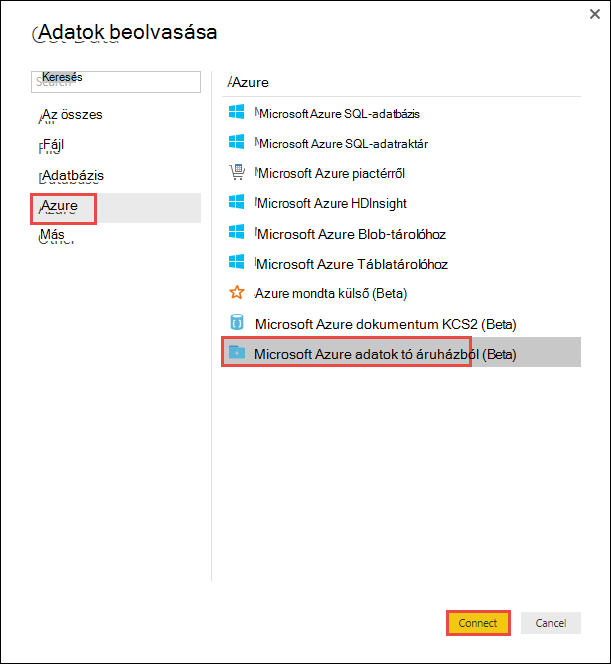 Adatok beolvasása
Keresés
Az összes
Fájl
Adatbázis
Azure
Más
Azure
Microsoft Azure SQL-adatbázis
Microsoft Azure SQL-adatraktár
Microsoft Azure piactérről
Microsoft Azure HDInsight
Microsoft Azure Blob-tárolóhoz
Microsoft Azure Táblatárolóhoz
Azure mondta külső (Beta)
Microsoft Azure dokumentum KCS2 (Beta)
Microsoft Azure adatok tó áruházból (Beta)
Connect
Cancel